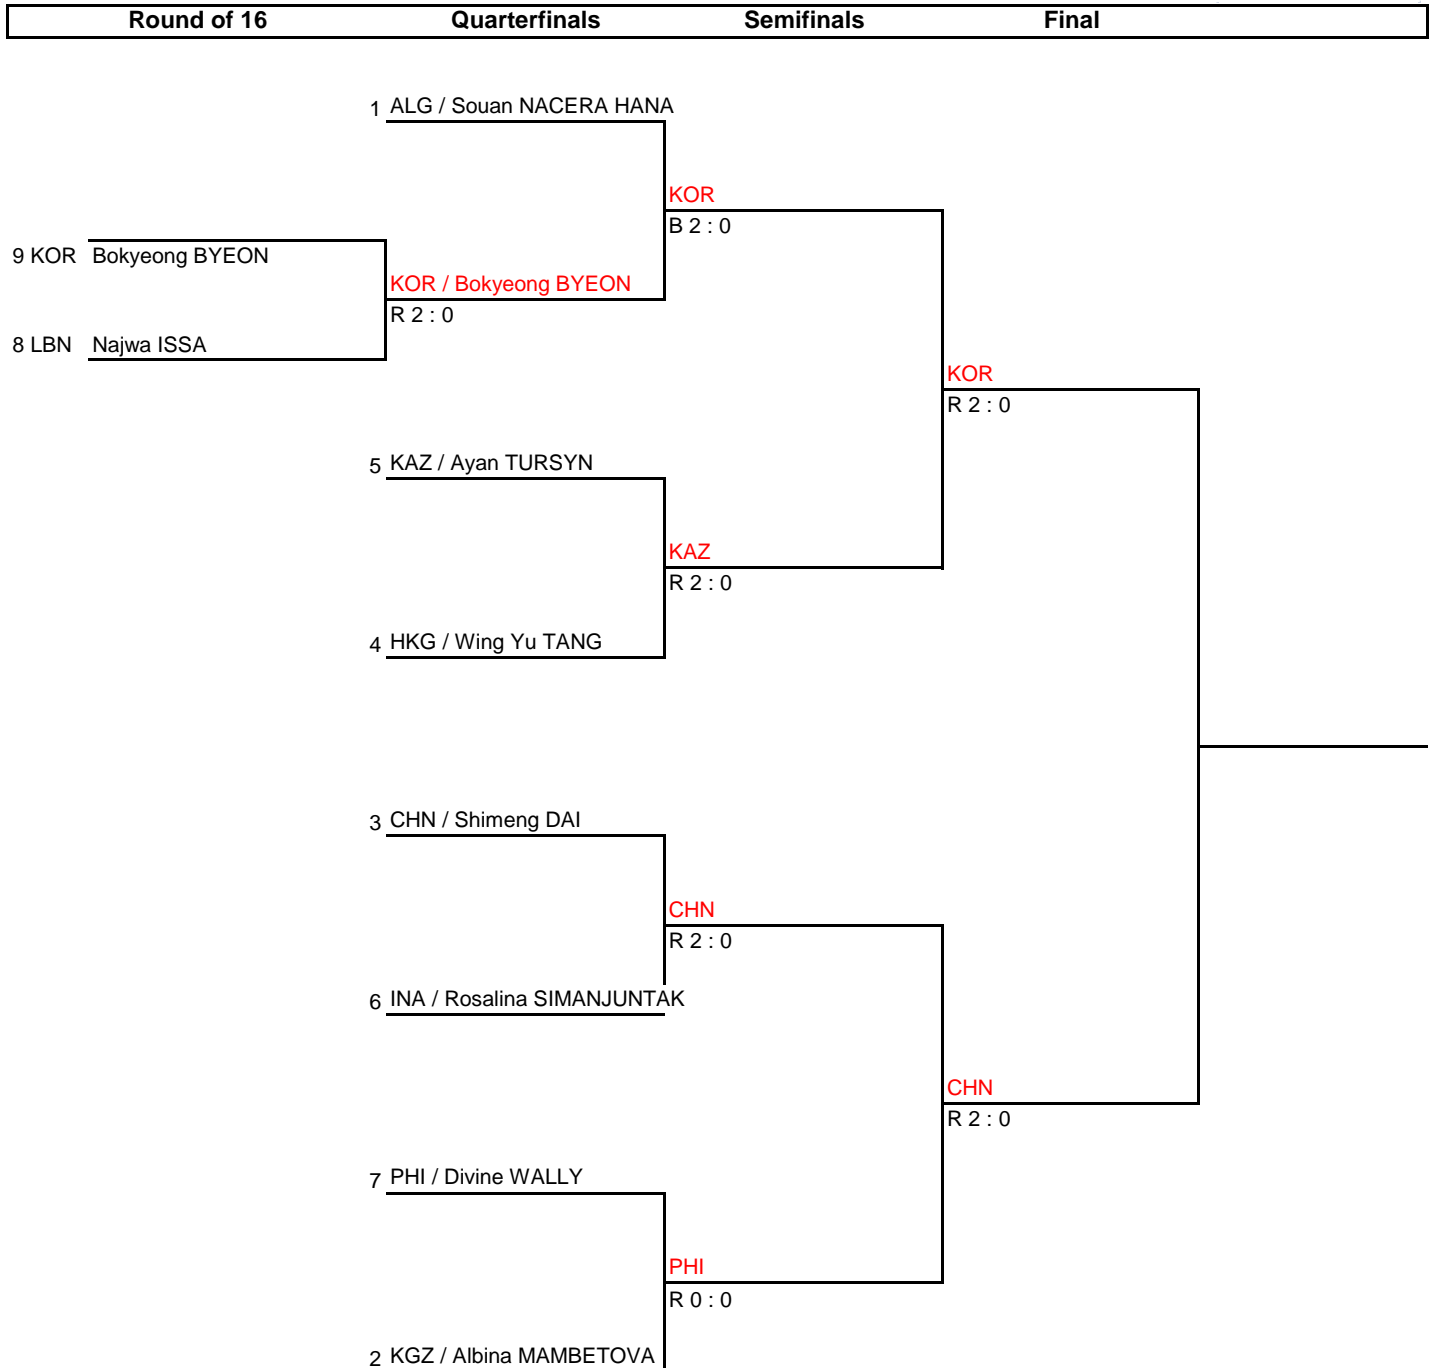 Round of 16 Quarterfinals Semifinals Final
1 ALG / Souan NACERA HANA
KOR
B 2 : 0
9 KOR Bokyeong BYEON
KOR / Bokyeong BYEON
R 2 : 0
8 LBN Najwa ISSA
KOR
R 2 : 0
5 KAZ / Ayan TURSYN
KAZ
R 2 : 0
4 HKG / Wing Yu TANG
3 CHN / Shimeng DAI
CHN
R 2 : 0
6 INA / Rosalina SIMANJUNTAK
CHN
R 2 : 0
7 PHI / Divine WALLY
PHI
R 0 : 0
2 KGZ / Albina MAMBETOVA